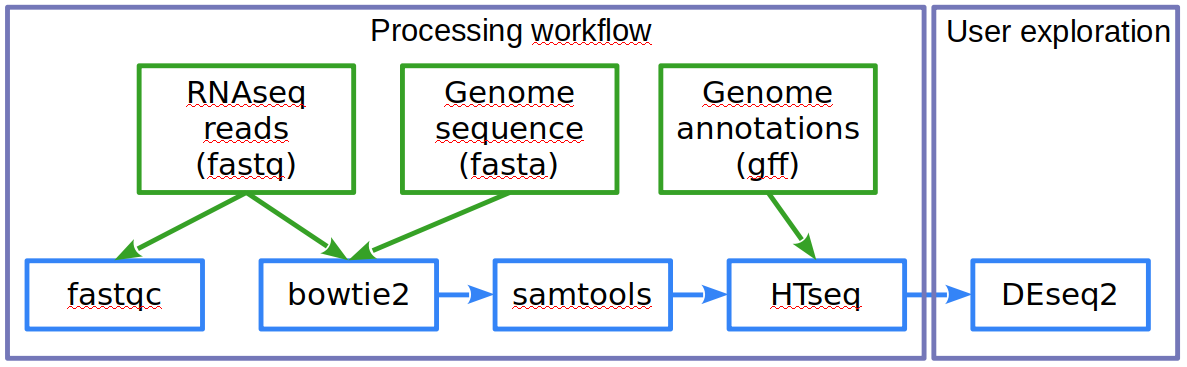 Processing workflow
User exploration
RNAseq
reads
(fastq)
Genome
sequence
(fasta)
Genome
annotations
(gff)
fastqc
bowtie2
samtools
HTseq
DEseq2